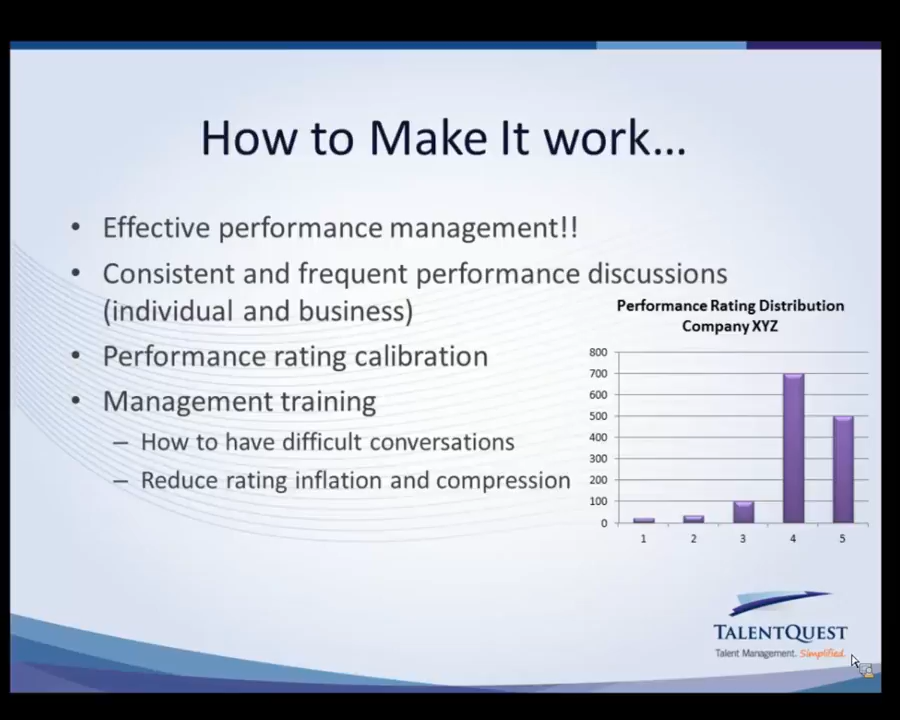 How to Make It work...
• Effective performance management!!
• Consistent and frequent performance discussions
(individual and business)
• Performance rating calibration
• Management training
– How to have difficult conversations
– Reduce rating inflation and compression
Performance Rating Distribution
Company XYZ
800
700
600
500
400
300
200
100
0
1 2 3 4 5
TALENTQUEST
Talent Management. Simplified.